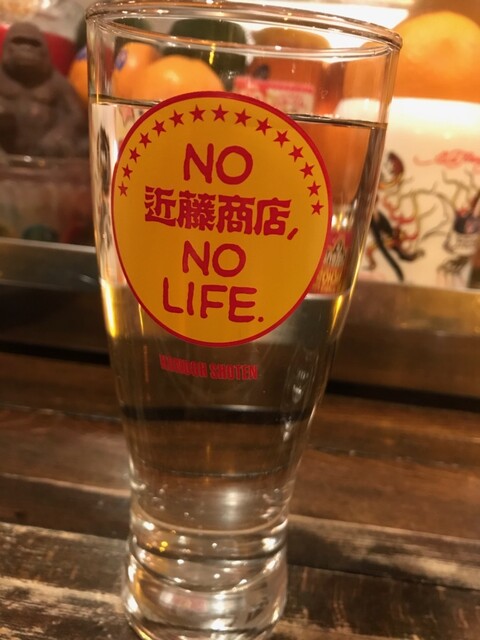 NO
近藤商店,
NO
LIFE.
KONDOH SHOTEN